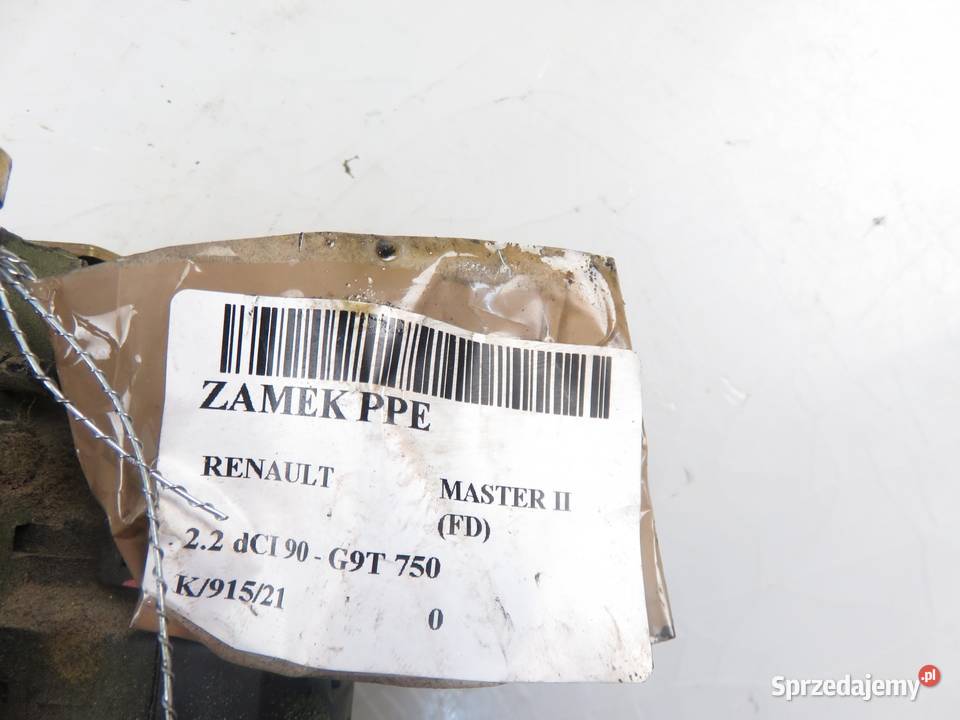 ZAMEK PPE
RENAULT
MASTER II
(FD)
2.2 dCI 90 - G9T 750
K/915/21
0
Sprzedajemy.pl